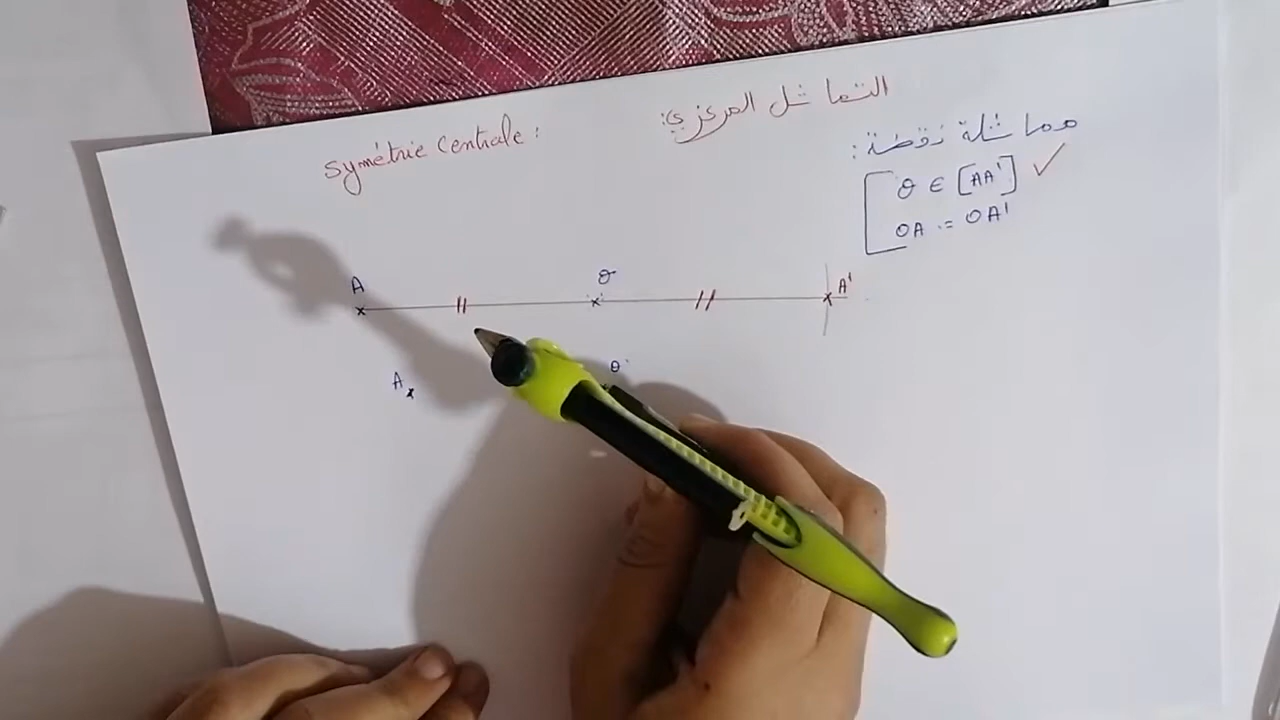 symétrie Centrale :
التماثل المركزي:
مماثلة نقطة :
O ∈ [AA'] ✓
OA = OA'
A
O
A'
A
O